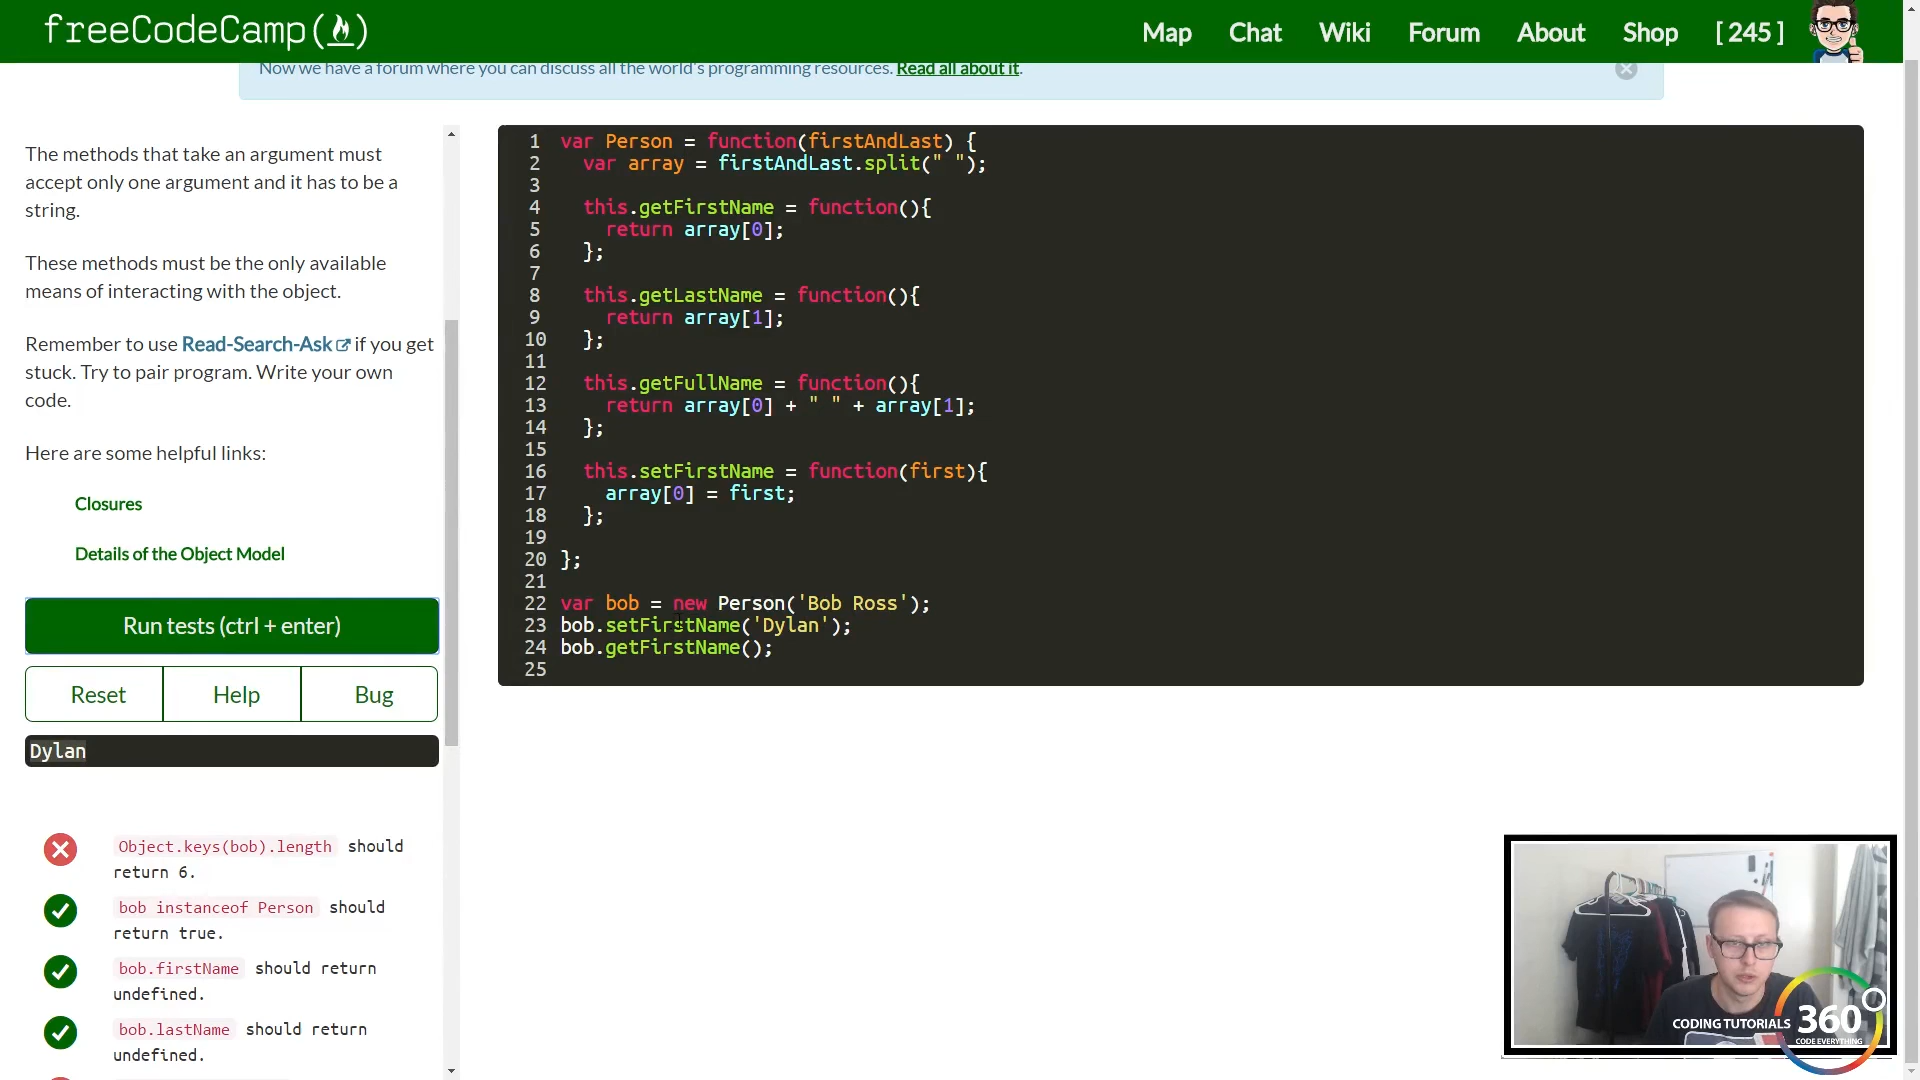 freeCodeCamp
Map Chat Wiki Forum About Shop [ 245 ]
Now we have a forum where you can discuss all the world's programming resources. Read all about it.
The methods that take an argument must
accept only one argument and it has to be a
string.
These methods must be the only available
means of interacting with the object.
Remember to use Read-Search-Ask if you get
stuck. Try to pair program. Write your own
code.
Here are some helpful links:
Closures
Details of the Object Model
Run tests (ctrl + enter)
Reset Help Bug
Dylan
Object.keys(bob).length should
return 6.
bob instanceof Person should
return true.
bob.firstName should return
undefined.
bob.lastName should return
undefined.
1 var Person = function(firstAndLast) {
2 var array = firstAndLast.split(" ");
3
4 this.getFirstName = function(){
5 return array[0];
6 };
7
8 this.getLastName = function(){
9 return array[1];
10 };
11
12 this.getFullName = function(){
13 return array[0] + " " + array[1];
14 };
15
16 this.setFirstName = function(first){
17 array[0] = first;
18 };
19
20 };
21
22 var bob = new Person('Bob Ross');
23 bob.setFirstName('Dylan');
24 bob.getFirstName();
25
CODING TUTORIALS 360
CODE EVERYTHING